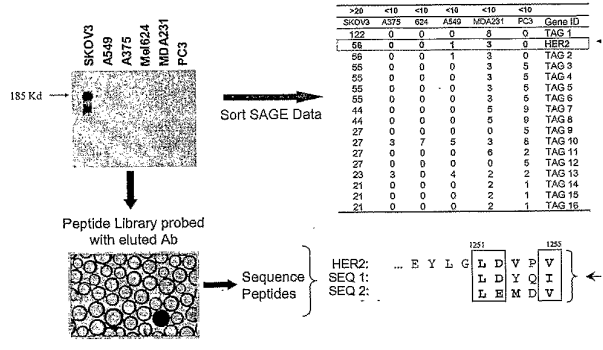 SKOV3
A549
A375
Mel624
MDA231
PC3
185 Kd
Sort SAGE Data
>20 <10 <10 <10 <10 <10
SKOV3 A375 624 A549 MDA231 PC3 Gene ID
122 0 0 0 8 0 TAG 1
56 0 0 1 3 0 HER2
56 0 0 1 3 0 TAG 2
55 0 0 0 3 5 TAG 3
55 0 0 0 3 5 TAG 4
55 0 0 0 3 5 TAG 5
55 0 0 0 3 5 TAG 6
44 0 0 0 5 9 TAG 7
44 0 0 0 5 9 TAG 8
27 0 0 0 0 5 TAG 9
27 3 7 5 3 8 TAG 10
27 0 0 0 6 2 TAG 11
27 0 0 0 0 5 TAG 12
23 3 0 4 2 2 TAG 13
21 0 0 0 2 1 TAG 14
21 0 0 0 2 1 TAG 15
21 0 0 0 2 1 TAG 16
Peptide Library probed
with eluted Ab
Sequence
Peptides
1251 1255
HER2: ... E Y L G L D V P V
SEQ 1: L D Y Q I
SEQ 2: L E M D V